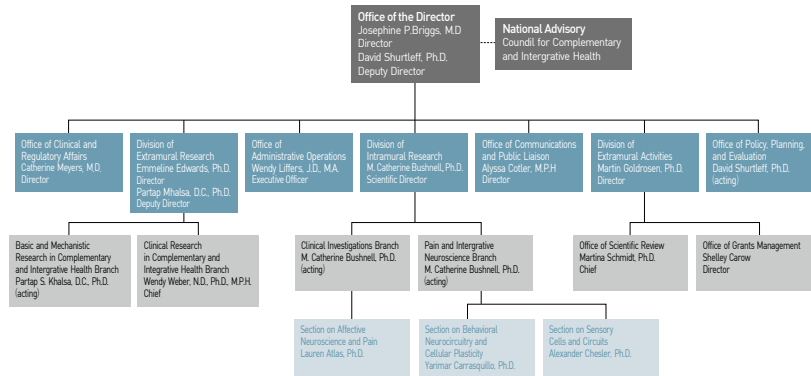 Office of the Director
Josephine P.Briggs, M.D
Director
David Shurtleff, Ph.D.
Deputy Director
National Advisory
Coundil for Complementary
and Intergrative Health
Office of Clinical and
Regulatory Affairs
Catherine Meyers, M.D.
Director
Division of
Extramural Research
Emmeline Edwards, Ph.D.
Director
Partap Mhalsa, D.C., Ph.D.
Deputy Director
Office of
Administrative Operations
Wendy Liffers, J.D., M.A.
Executive Officer
Division of
Intramural Research
M. Catherine Bushnell, Ph.D.
Scientific Director
Office of Communications
and Public Liaison
Alyssa Cotler, M.P.H
Director
Division of
Extramural Activities
Martin Goldrosen, Ph.D.
Director
Office of Policy, Planning,
and Evaluation
David Shurtleff, Ph.D.
(acting)
Basic and Mechanistic
Research in Complementary
and Intergrative Health Branch
Partap S. Khalsa, D.C., Ph.D.
(acting)
Clinical Research
in Complementary and
Integrative Health Branch
Wendy Weber, N.D., Ph.D., M.P.H.
Chief
Clinical Investigations Branch
M. Catherine Bushnell, Ph.D.
(acting)
Pain and Intergrative
Neuroscience Branch
M. Catherine Bushnell, Ph.D.
(acting)
Office of Scientific Review
Martina Schmidt, Ph.D.
Chief
Office of Grants Management
Shelley Carow
Director
Section on Affective
Neuroscience and Pain
Lauren Atlas, Ph.D.
Section on Behavioral
Neurocircuitry and
Cellular Plasticity
Yarimar Carrasquillo, Ph.D.
Section on Sensory
Cells and Circuits
Alexander Chesler, Ph.D.